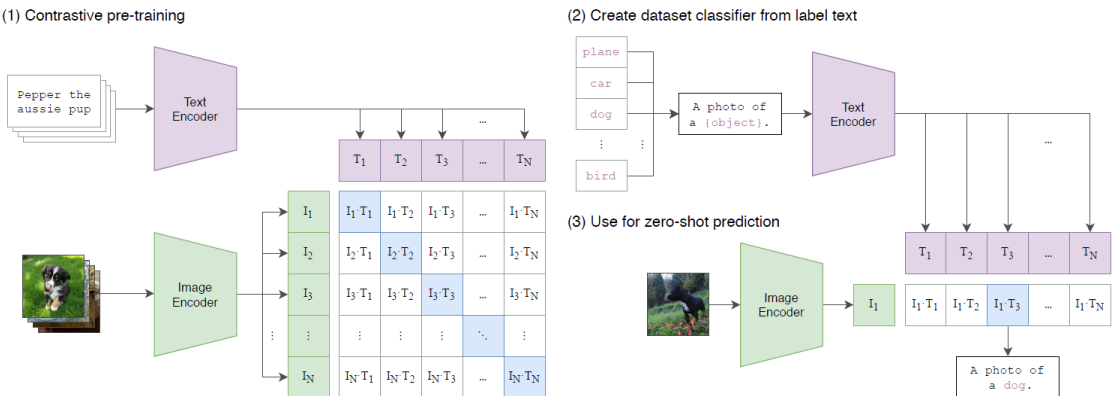 (1) Contrastive pre-training
Pepper the
aussie pup
Text
Encoder
...
T1 T2 T3 ... TN
I1 I1·T1 I1·T2 I1·T3 ... I1·TN
I2 I2·T1 I2·T2 I2·T3 ... I2·TN
Image
Encoder
I3 I3·T1 I3·T2 I3·T3 ... I3·TN
⋮ ⋮ ⋮ ⋮ ⋮ ⋱ ⋮
IN IN·T1 IN·T2 IN·T3 ... IN·TN
(2) Create dataset classifier from label text
plane
car
dog
⋮ ⋮
bird
A photo of
a {object}.
Text
Encoder
...
(3) Use for zero-shot prediction
T1 T2 T3 ... TN
Image
Encoder
I1 I1·T1 I1·T2 I1·T3 ... I1·TN
A photo of
a dog.